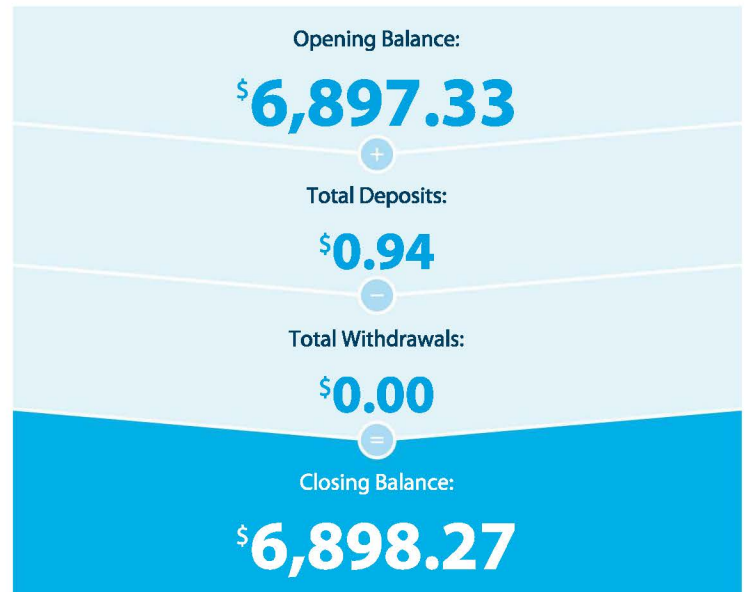 Opening Balance:
$6,897.33
+
Total Deposits:
$0.94
−
Total Withdrawals:
$0.00
=
Closing Balance:
$6,898.27